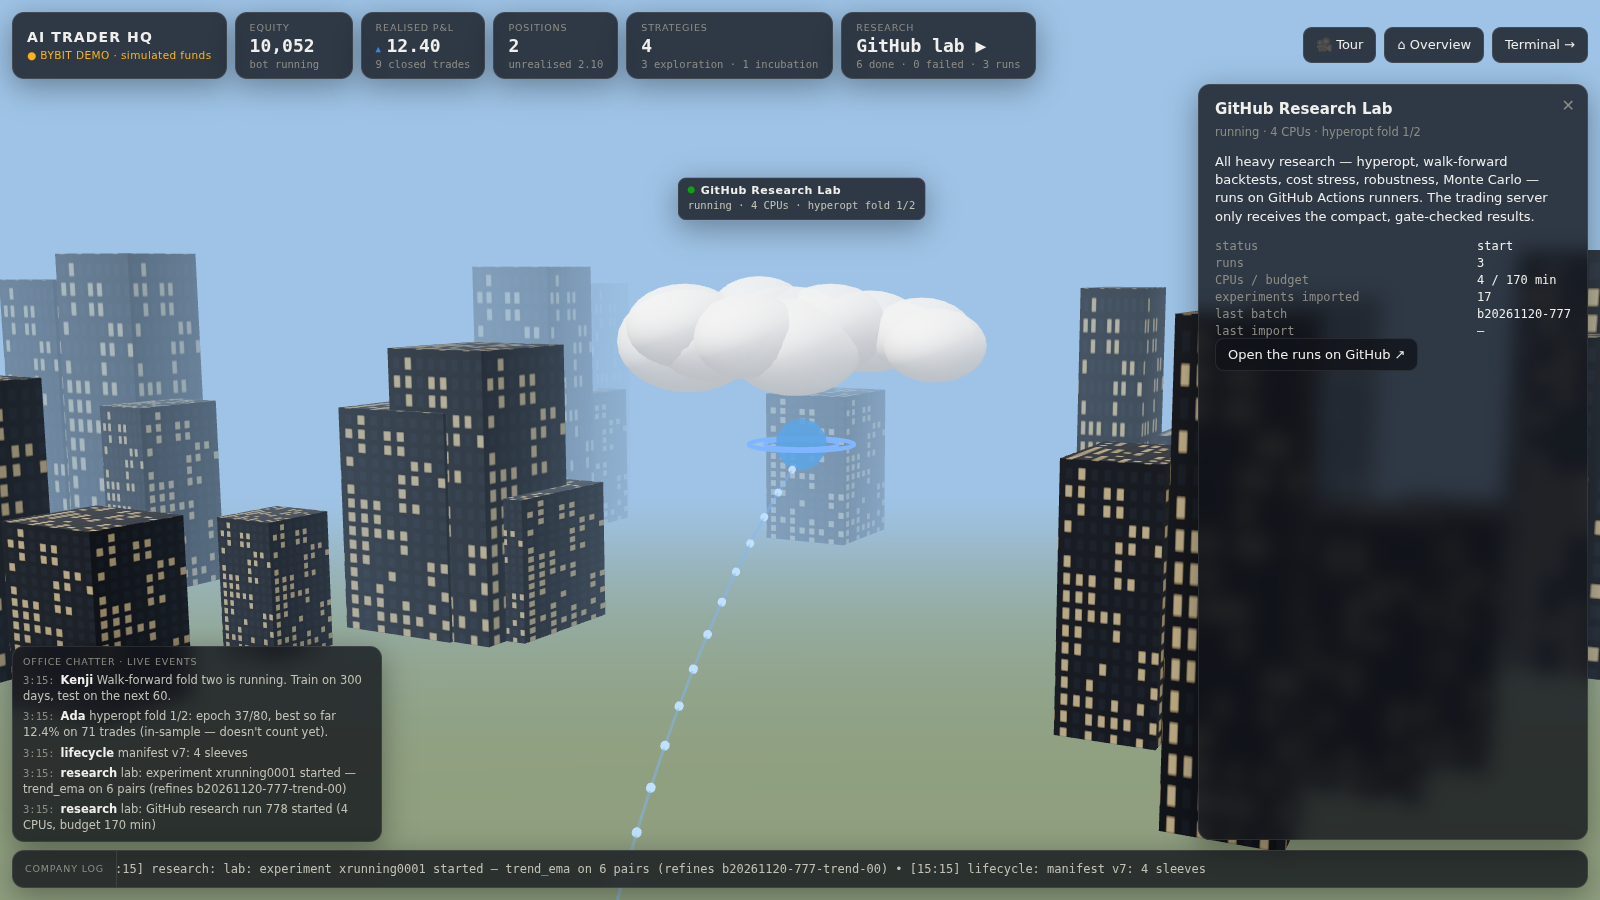 AI TRADER HQ
● BYBIT DEMO · simulated funds
EQUITY
10,052
bot running
REALISED P&L
▲ 12.40
9 closed trades
POSITIONS
2
unrealised 2.10
STRATEGIES
4
3 exploration · 1 incubation
RESEARCH
GitHub lab ▶
6 done · 0 failed · 3 runs
🎥 Tour
⌂ Overview
Terminal →
GitHub Research Lab
running · 4 CPUs · hyperopt fold 1/2
GitHub Research Lab
✕
running · 4 CPUs · hyperopt fold 1/2
All heavy research — hyperopt, walk-forward
backtests, cost stress, robustness, Monte Carlo —
runs on GitHub Actions runners. The trading server
only receives the compact, gate-checked results.
status start
runs 3
CPUs / budget 4 / 170 min
experiments imported 17
last batch b20261120-777
last import —
Open the runs on GitHub ↗
OFFICE CHATTER · LIVE EVENTS
3:15: Kenji Walk-forward fold two is running. Train on 300
days, test on the next 60.
3:15: Ada hyperopt fold 1/2: epoch 37/80, best so far
12.4% on 71 trades (in-sample — doesn't count yet).
3:15: lifecycle manifest v7: 4 sleeves
3:15: research lab: experiment xrunning0001 started —
trend_ema on 6 pairs (refines b20261120-777-trend-00)
3:15: research lab: GitHub research run 778 started (4
CPUs, budget 170 min)
COMPANY LOG
:15] research: lab: experiment xrunning0001 started — trend_ema on 6 pairs (refines b20261120-777-trend-00) • [15:15] lifecycle: manifest v7: 4 sleeves